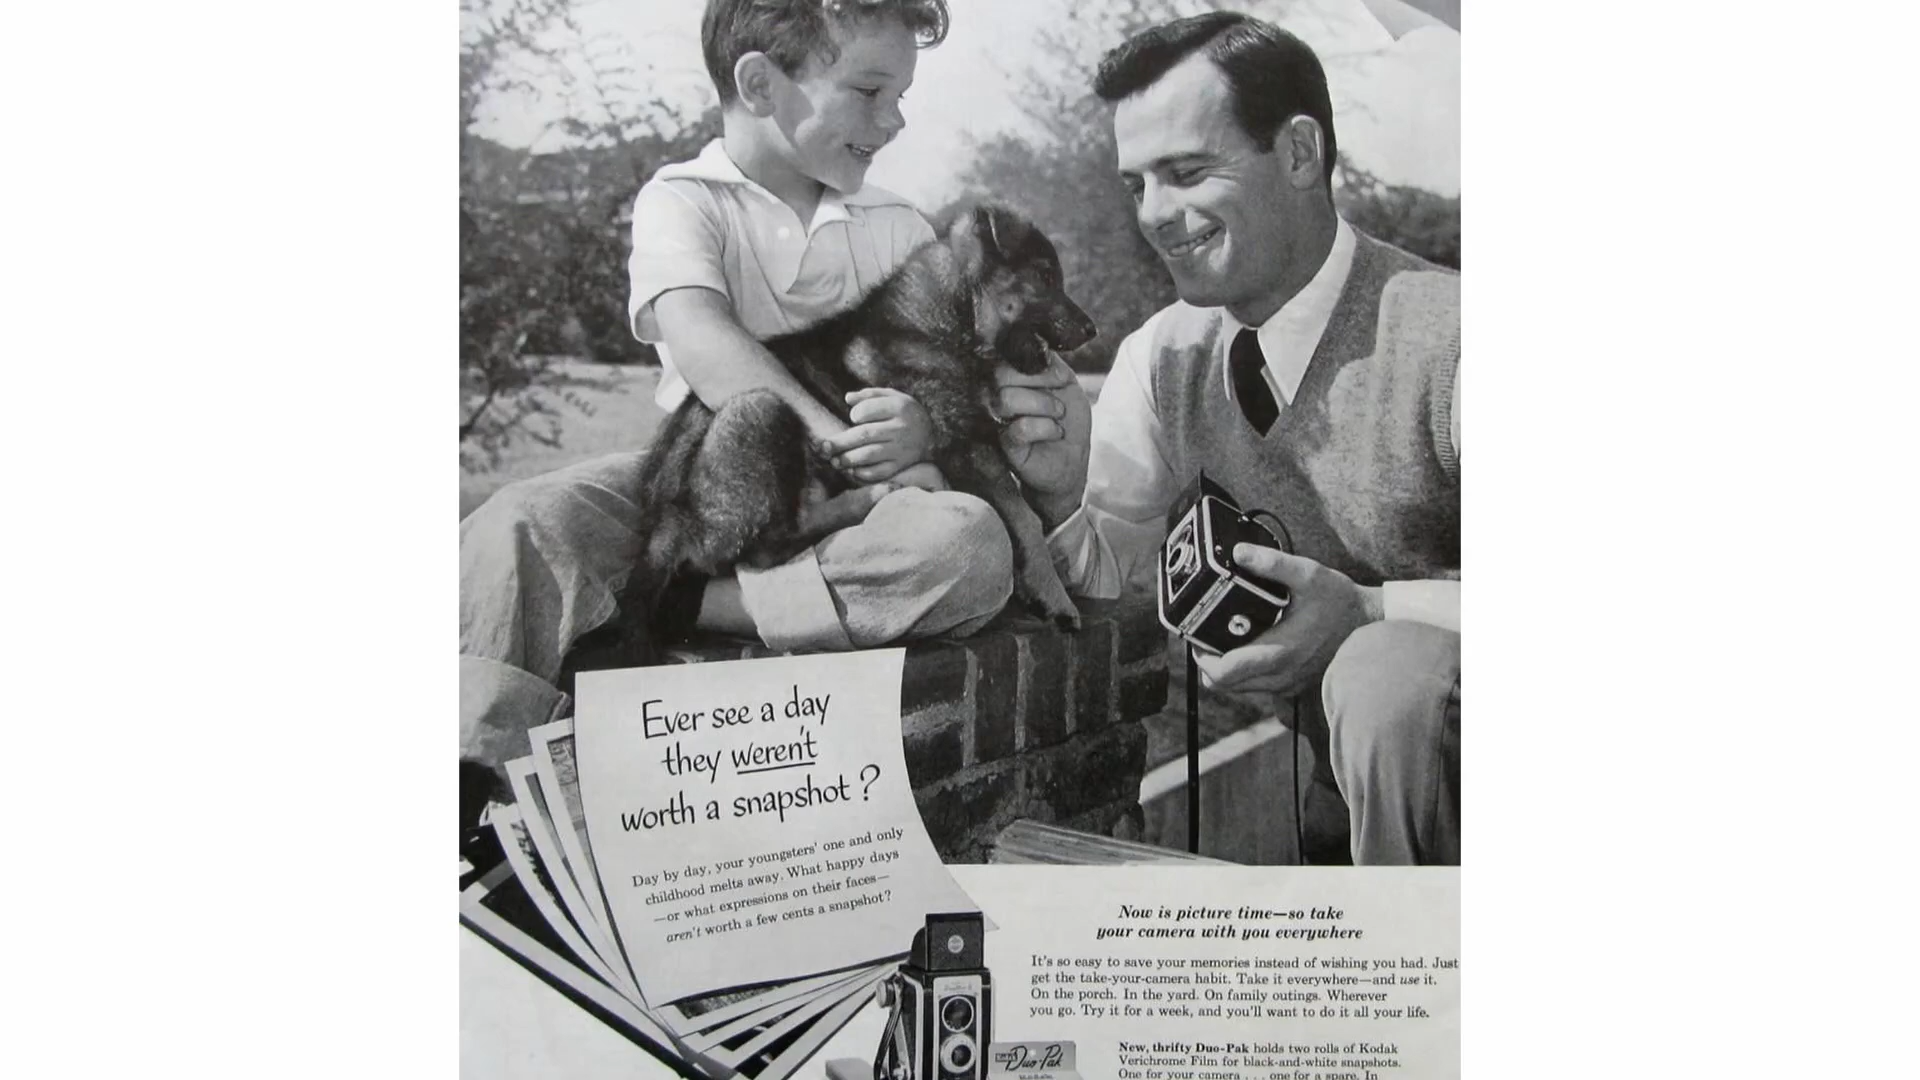 Ever see a day
they weren't
worth a snapshot?
Day by day, your youngsters' one and only
childhood melts away. What happy days
—or what expressions on their faces—
aren't worth a few cents a snapshot?
Now is picture time—so take
your camera with you everywhere
It's so easy to save your memories instead of wishing you had. Just
get the take-your-camera habit. Take it everywhere—and use it.
On the porch. In the yard. On family outings. Wherever
you go. Try it for a week, and you'll want to do it all your life.
Duo-Pak
New, thrifty Duo-Pak holds two rolls of Kodak
Verichrome Film for black-and-white snapshots.
One for your camera . . . one for a spare. In